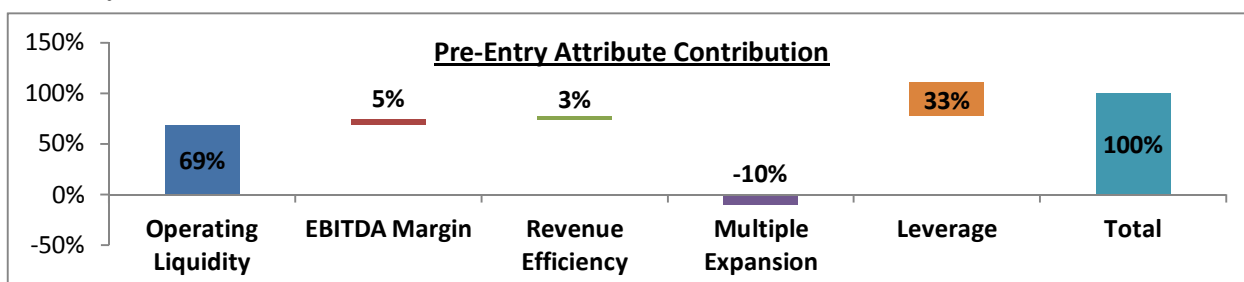 Pre-Entry Attribute Contribution
150%
100%
50%
0%
-50%
69%
5%
3%
-10%
33%
100%
Operating
Liquidity
EBITDA Margin
Revenue
Efficiency
Multiple
Expansion
Leverage
Total